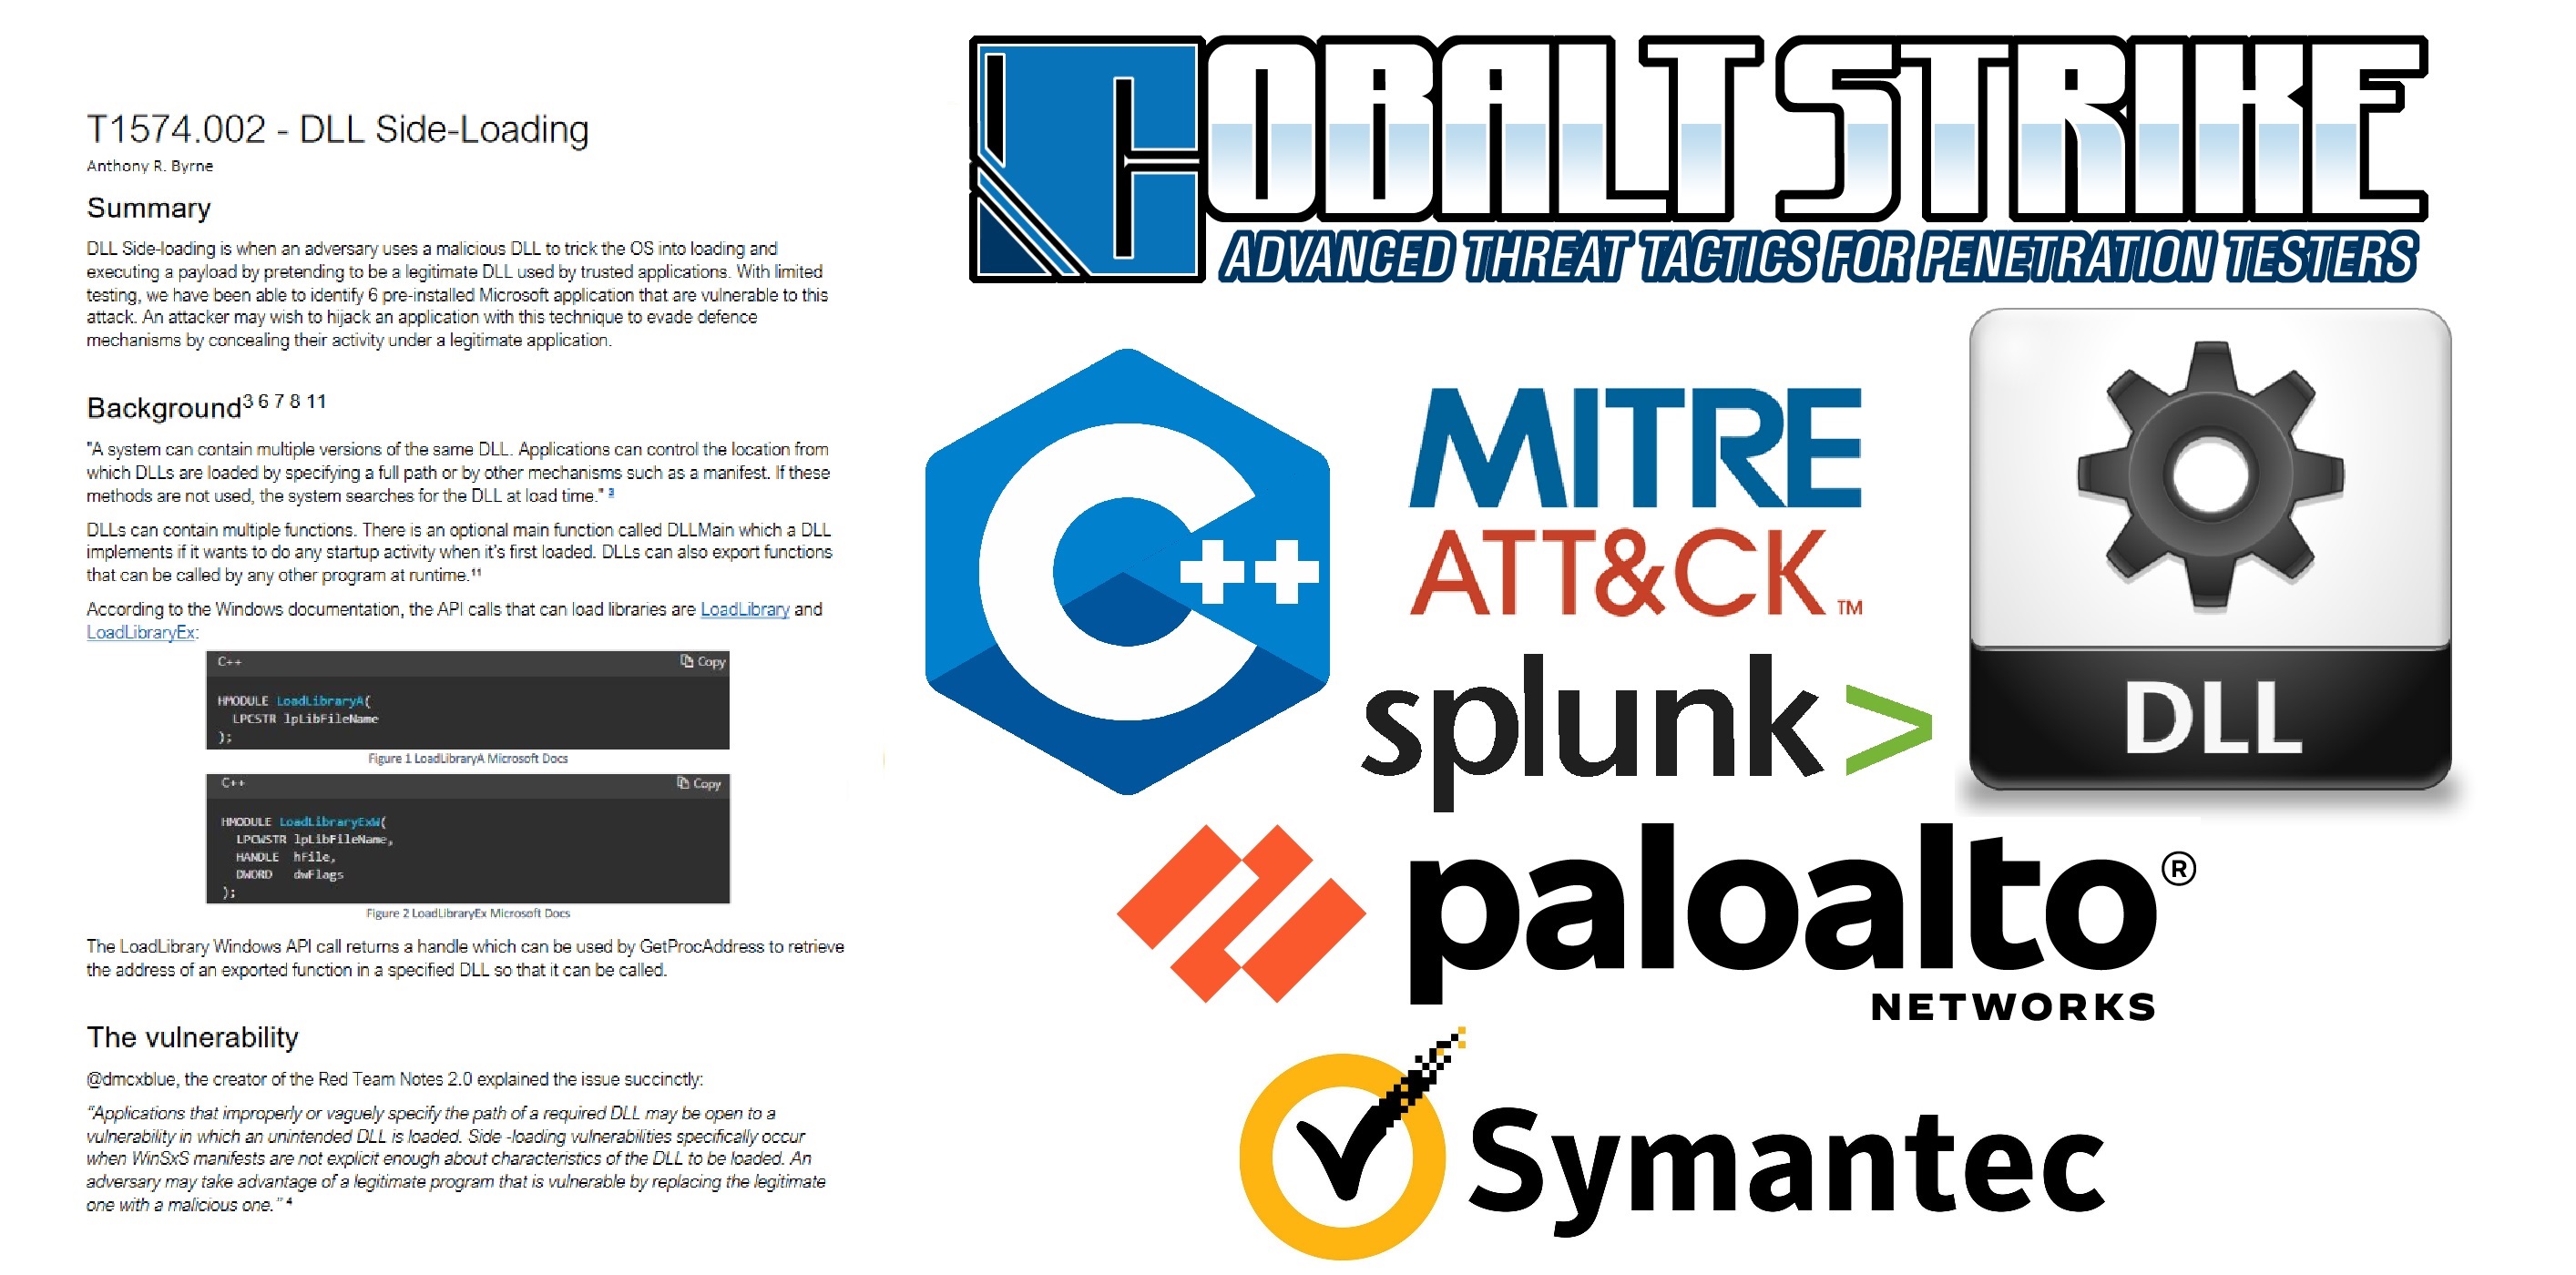 T1574.002 - DLL Side-Loading
Anthony R. Byrne
Summary
DLL Side-loading is when an adversary uses a malicious DLL to trick the OS into loading and
executing a payload by pretending to be a legitimate DLL used by trusted applications. With limited
testing, we have been able to identify 6 pre-installed Microsoft application that are vulnerable to this
attack. An attacker may wish to hijack an application with this technique to evade defence
mechanisms by concealing their activity under a legitimate application.
Background3 6 7 8 11
"A system can contain multiple versions of the same DLL. Applications can control the location from
which DLLs are loaded by specifying a full path or by other mechanisms such as a manifest. If these
methods are not used, the system searches for the DLL at load time." 3
DLLs can contain multiple functions. There is an optional main function called DLLMain which a DLL
implements if it wants to do any startup activity when it's first loaded. DLLs can also export functions
that can be called by any other program at runtime.11
According to the Windows documentation, the API calls that can load libraries are LoadLibrary and
LoadLibraryEx:
C++ Copy
HMODULE LoadLibraryA(
LPCSTR lpLibFileName
);
Figure 1 LoadLibraryA Microsoft Docs
C++ Copy
HMODULE LoadLibraryExW(
LPCWSTR lpLibFileName,
HANDLE hFile,
DWORD dwFlags
);
Figure 2 LoadLibraryEx Microsoft Docs
The LoadLibrary Windows API call returns a handle which can be used by GetProcAddress to retrieve
the address of an exported function in a specified DLL so that it can be called.
The vulnerability
@dmcxblue, the creator of the Red Team Notes 2.0 explained the issue succinctly:
"Applications that improperly or vaguely specify the path of a required DLL may be open to a
vulnerability in which an unintended DLL is loaded. Side -loading vulnerabilities specifically occur
when WinSxS manifests are not explicit enough about characteristics of the DLL to be loaded. An
adversary may take advantage of a legitimate program that is vulnerable by replacing the legitimate
one with a malicious one." 4
COBALT STRIKE
ADVANCED THREAT TACTICS FOR PENETRATION TESTERS
C++
MITRE
ATT&CK™
splunk>
DLL
paloalto®
NETWORKS
Symantec